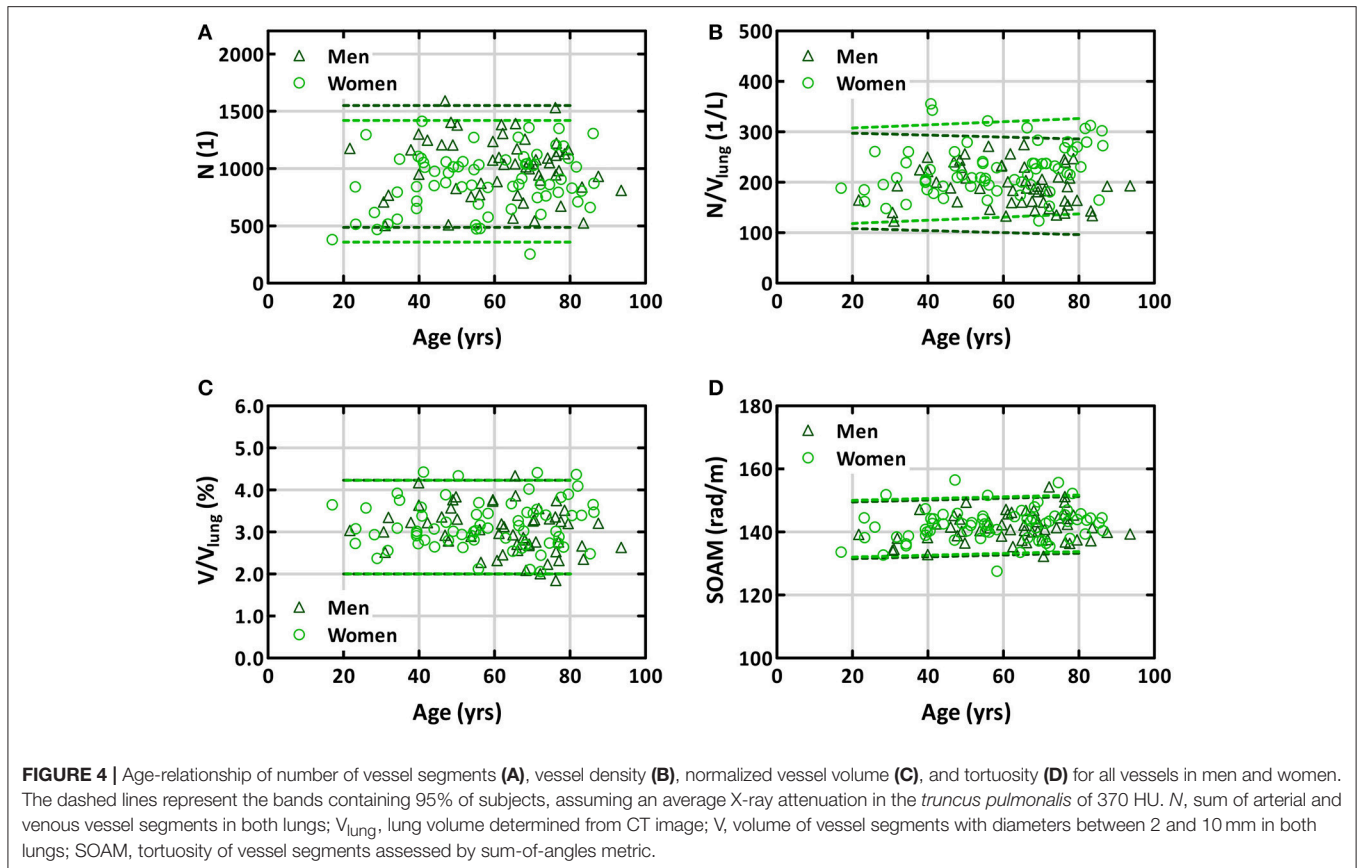 A
2000
1500
1000
500
0
N (1)
Men
Women
0 20 40 60 80 100
Age (yrs)
B
500
400
300
200
100
0
N/Vlung (1/L)
Men
Women
0 20 40 60 80 100
Age (yrs)
C
6.0
5.0
4.0
3.0
2.0
1.0
0.0
V/Vlung (%)
Men
Women
0 20 40 60 80 100
Age (yrs)
D
180
160
140
120
100
SOAM (rad/m)
Men
Women
0 20 40 60 80 100
Age (yrs)
FIGURE 4 | Age-relationship of number of vessel segments (A), vessel density (B), normalized vessel volume (C), and tortuosity (D) for all vessels in men and women.
The dashed lines represent the bands containing 95% of subjects, assuming an average X-ray attenuation in the truncus pulmonalis of 370 HU. N, sum of arterial and
venous vessel segments in both lungs; Vlung, lung volume determined from CT image; V, volume of vessel segments with diameters between 2 and 10 mm in both
lungs; SOAM, tortuosity of vessel segments assessed by sum-of-angles metric.